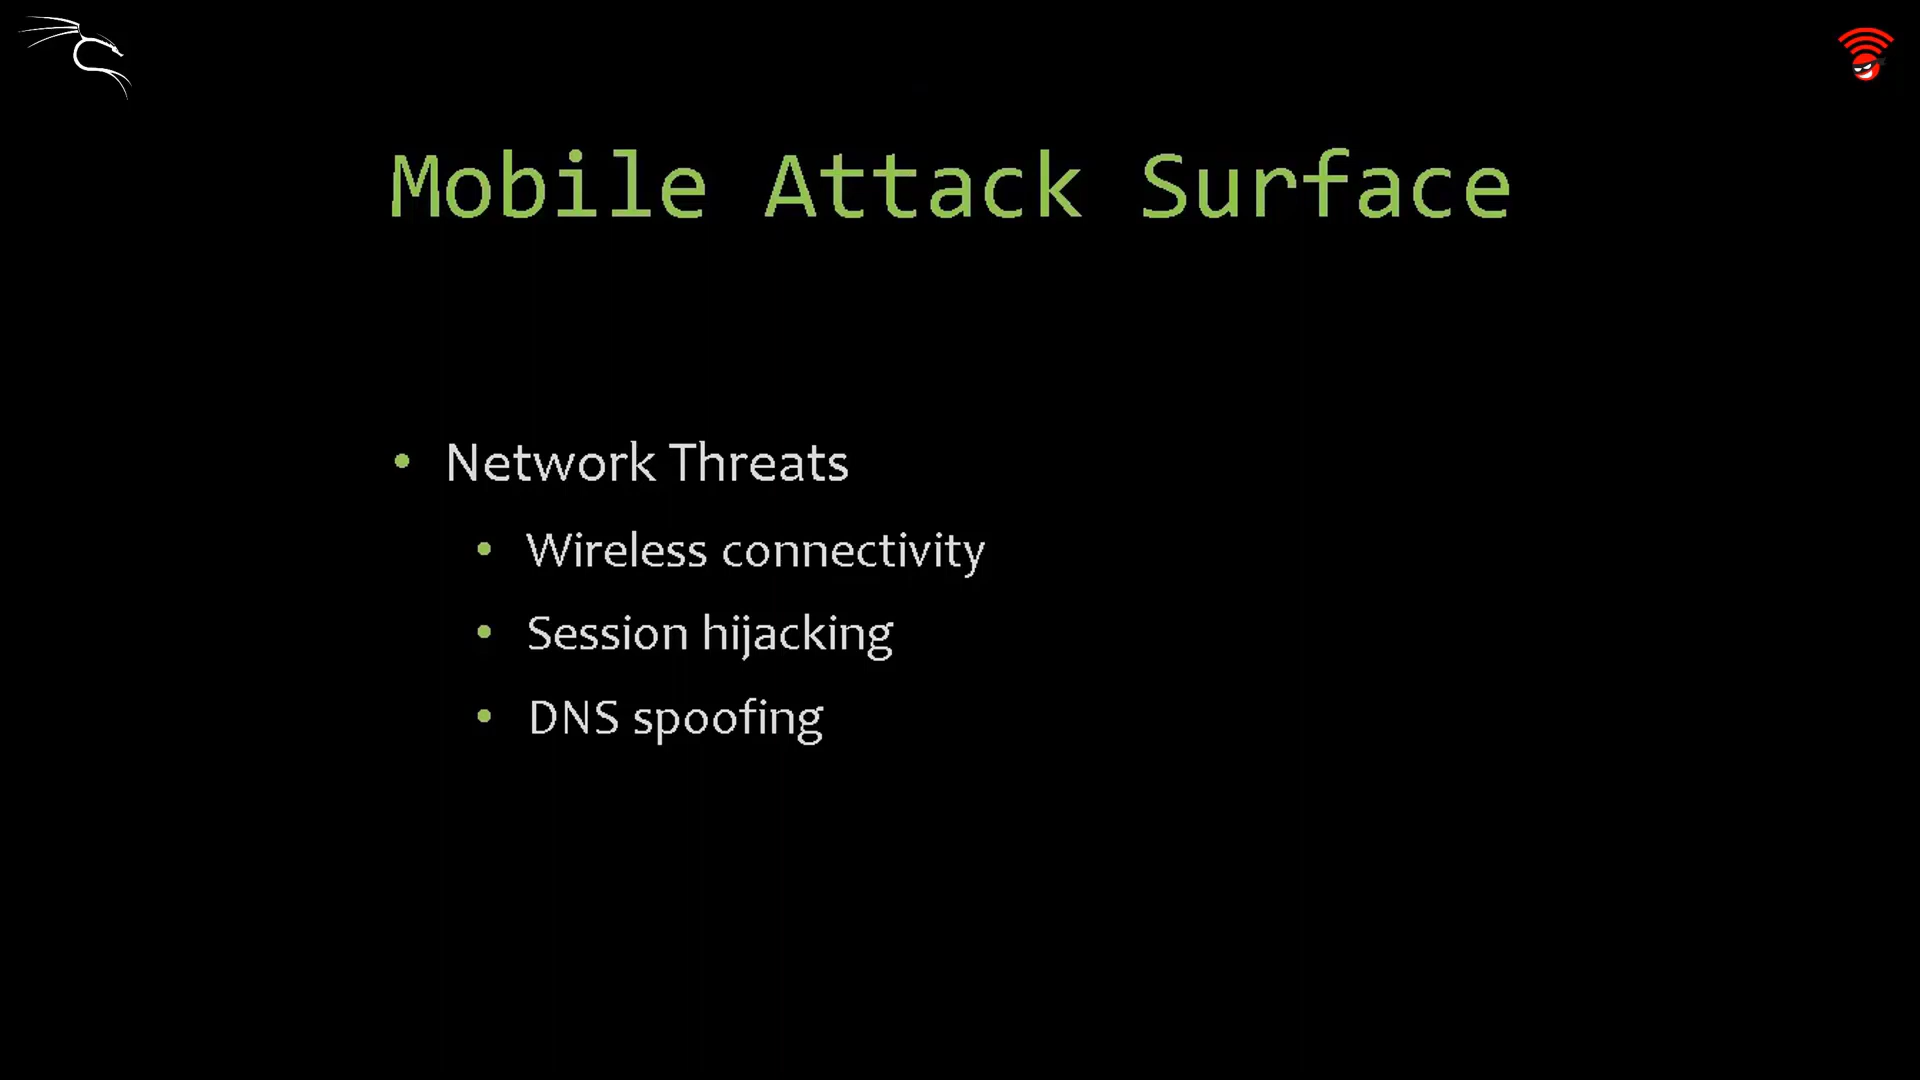 Mobile Attack Surface
Network Threats
Wireless connectivity
Session hijacking
DNS spoofing